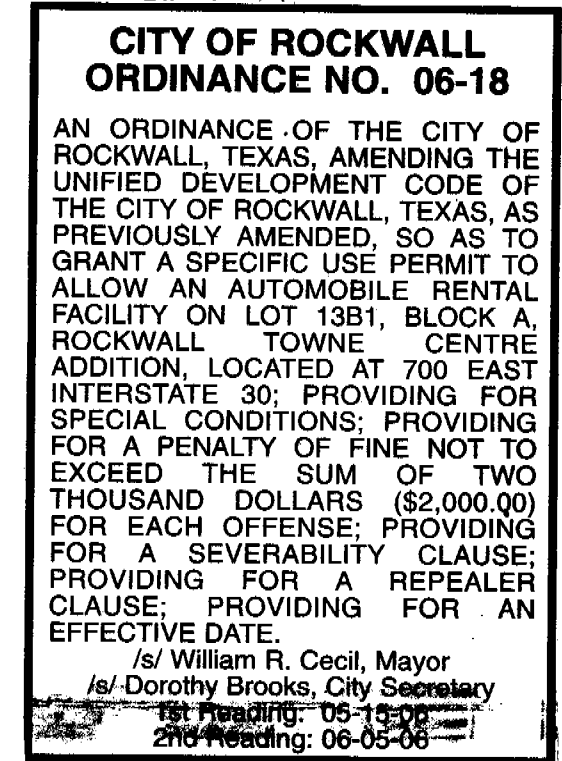 CITY OF ROCKWALL
ORDINANCE NO. 06-18
AN ORDINANCE OF THE CITY OF
ROCKWALL, TEXAS, AMENDING THE
UNIFIED DEVELOPMENT CODE OF
THE CITY OF ROCKWALL, TEXAS, AS
PREVIOUSLY AMENDED, SO AS TO
GRANT A SPECIFIC USE PERMIT TO
ALLOW AN AUTOMOBILE RENTAL
FACILITY ON LOT 13B1, BLOCK A,
ROCKWALL TOWNE CENTRE
ADDITION, LOCATED AT 700 EAST
INTERSTATE 30; PROVIDING FOR
SPECIAL CONDITIONS; PROVIDING
FOR A PENALTY OF FINE NOT TO
EXCEED THE SUM OF TWO
THOUSAND DOLLARS ($2,000.00)
FOR EACH OFFENSE; PROVIDING
FOR A SEVERABILITY CLAUSE;
PROVIDING FOR A REPEALER
CLAUSE; PROVIDING FOR AN
EFFECTIVE DATE.
/s/ William R. Cecil, Mayor
/s/ Dorothy Brooks, City Secretary
1st Reading: 05-15-06
2nd Reading: 06-05-06